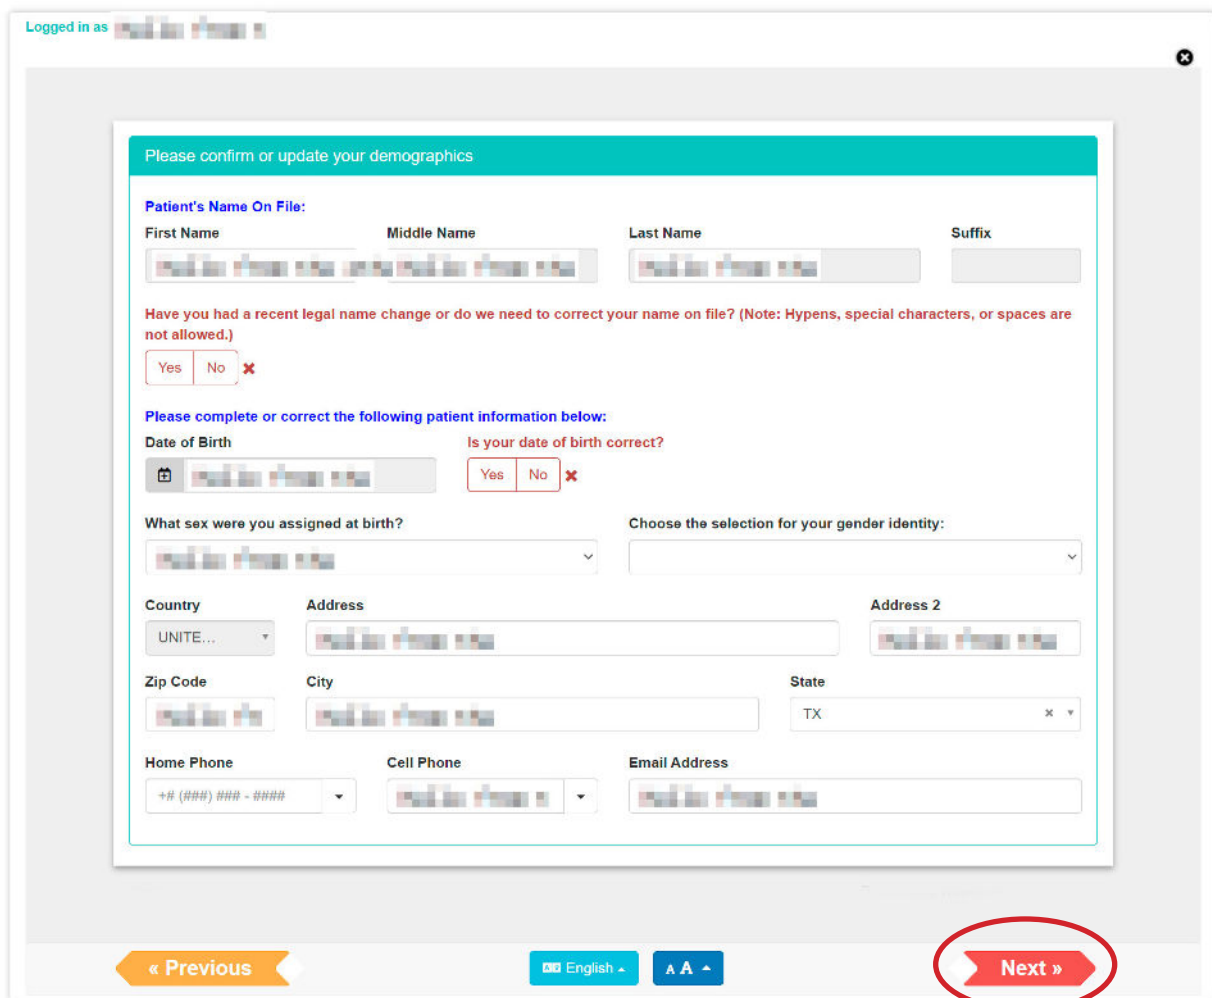 Logged in as
Please confirm or update your demographics
Patient's Name On File:
First Name Middle Name Last Name Suffix
Have you had a recent legal name change or do we need to correct your name on file? (Note: Hypens, special characters, or spaces are
not allowed.)
Yes No
Please complete or correct the following patient information below:
Date of Birth Is your date of birth correct?
Yes No
What sex were you assigned at birth? Choose the selection for your gender identity:
Country Address Address 2
UNITE...
Zip Code City State
TX
Home Phone Cell Phone Email Address
+# (###) ### - ####
« Previous English A A Next »